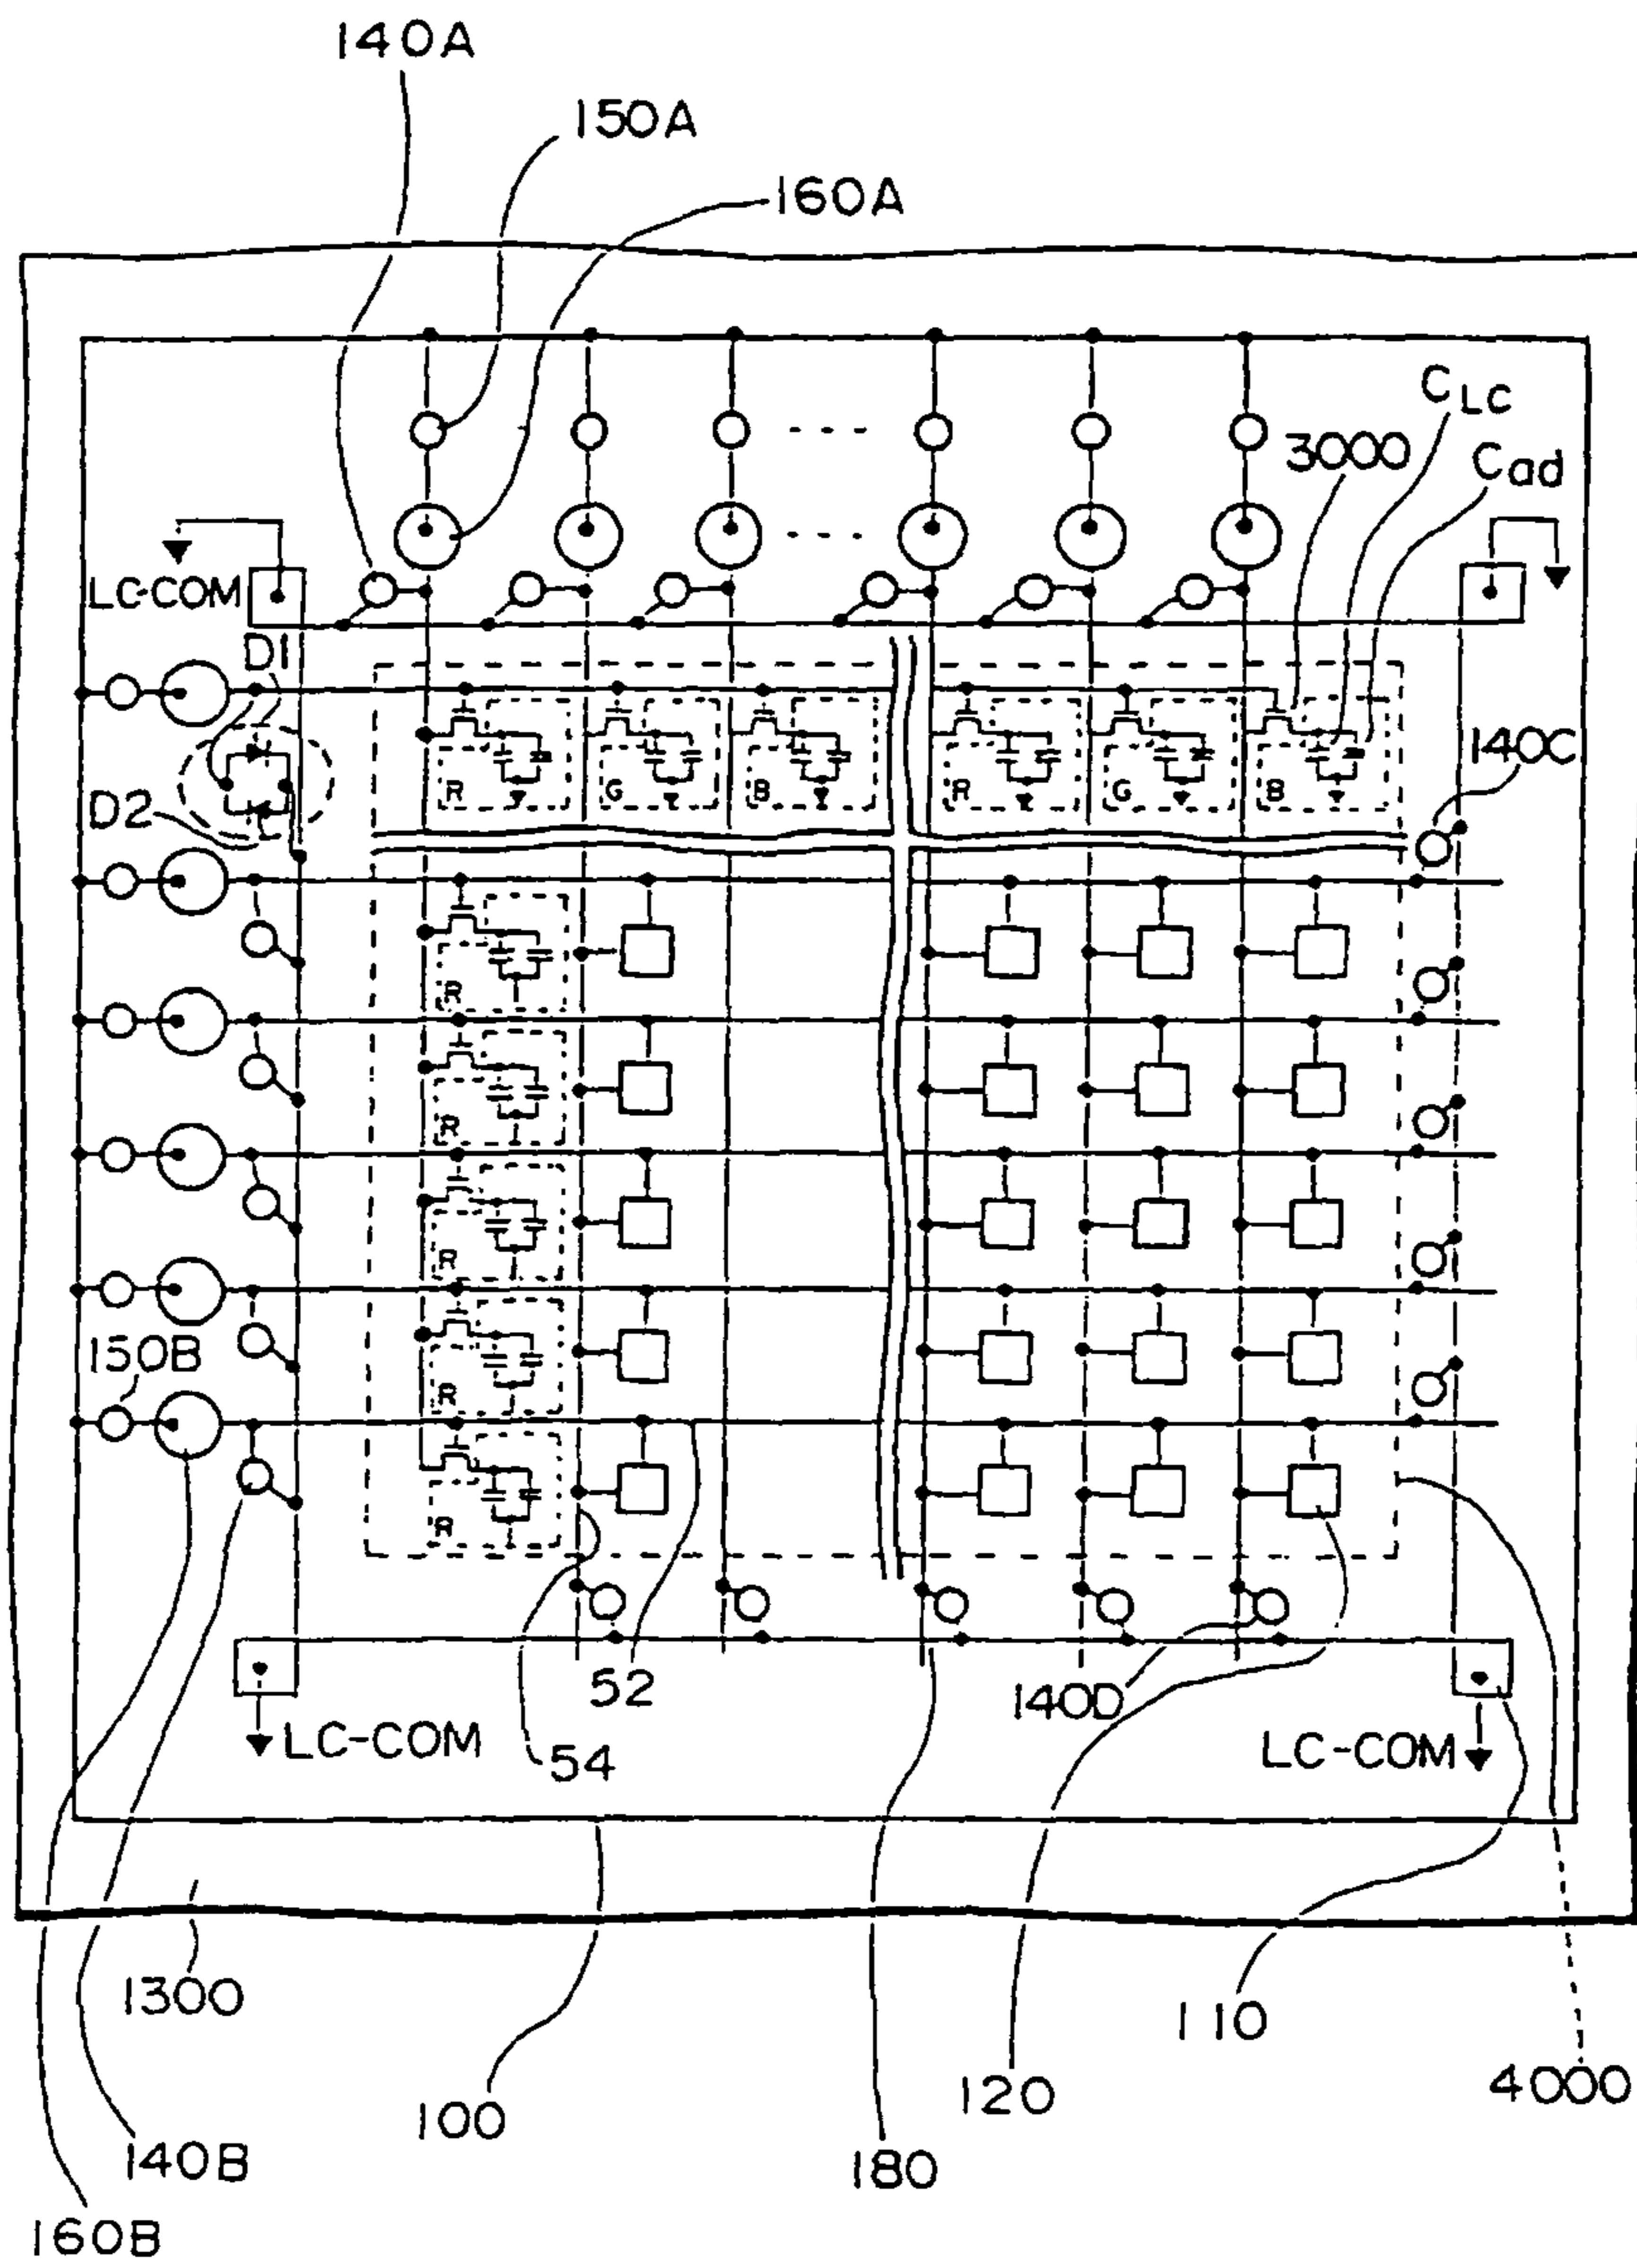 140A
150A
160A
CLC
3000
Cad
LC-COM
D1
140C
R G B R G B
D2
R
R
R
R
150B
R
52
140D
LC-COM
54
LC-COM
1300
110
4000
120
100
140B
180
160B